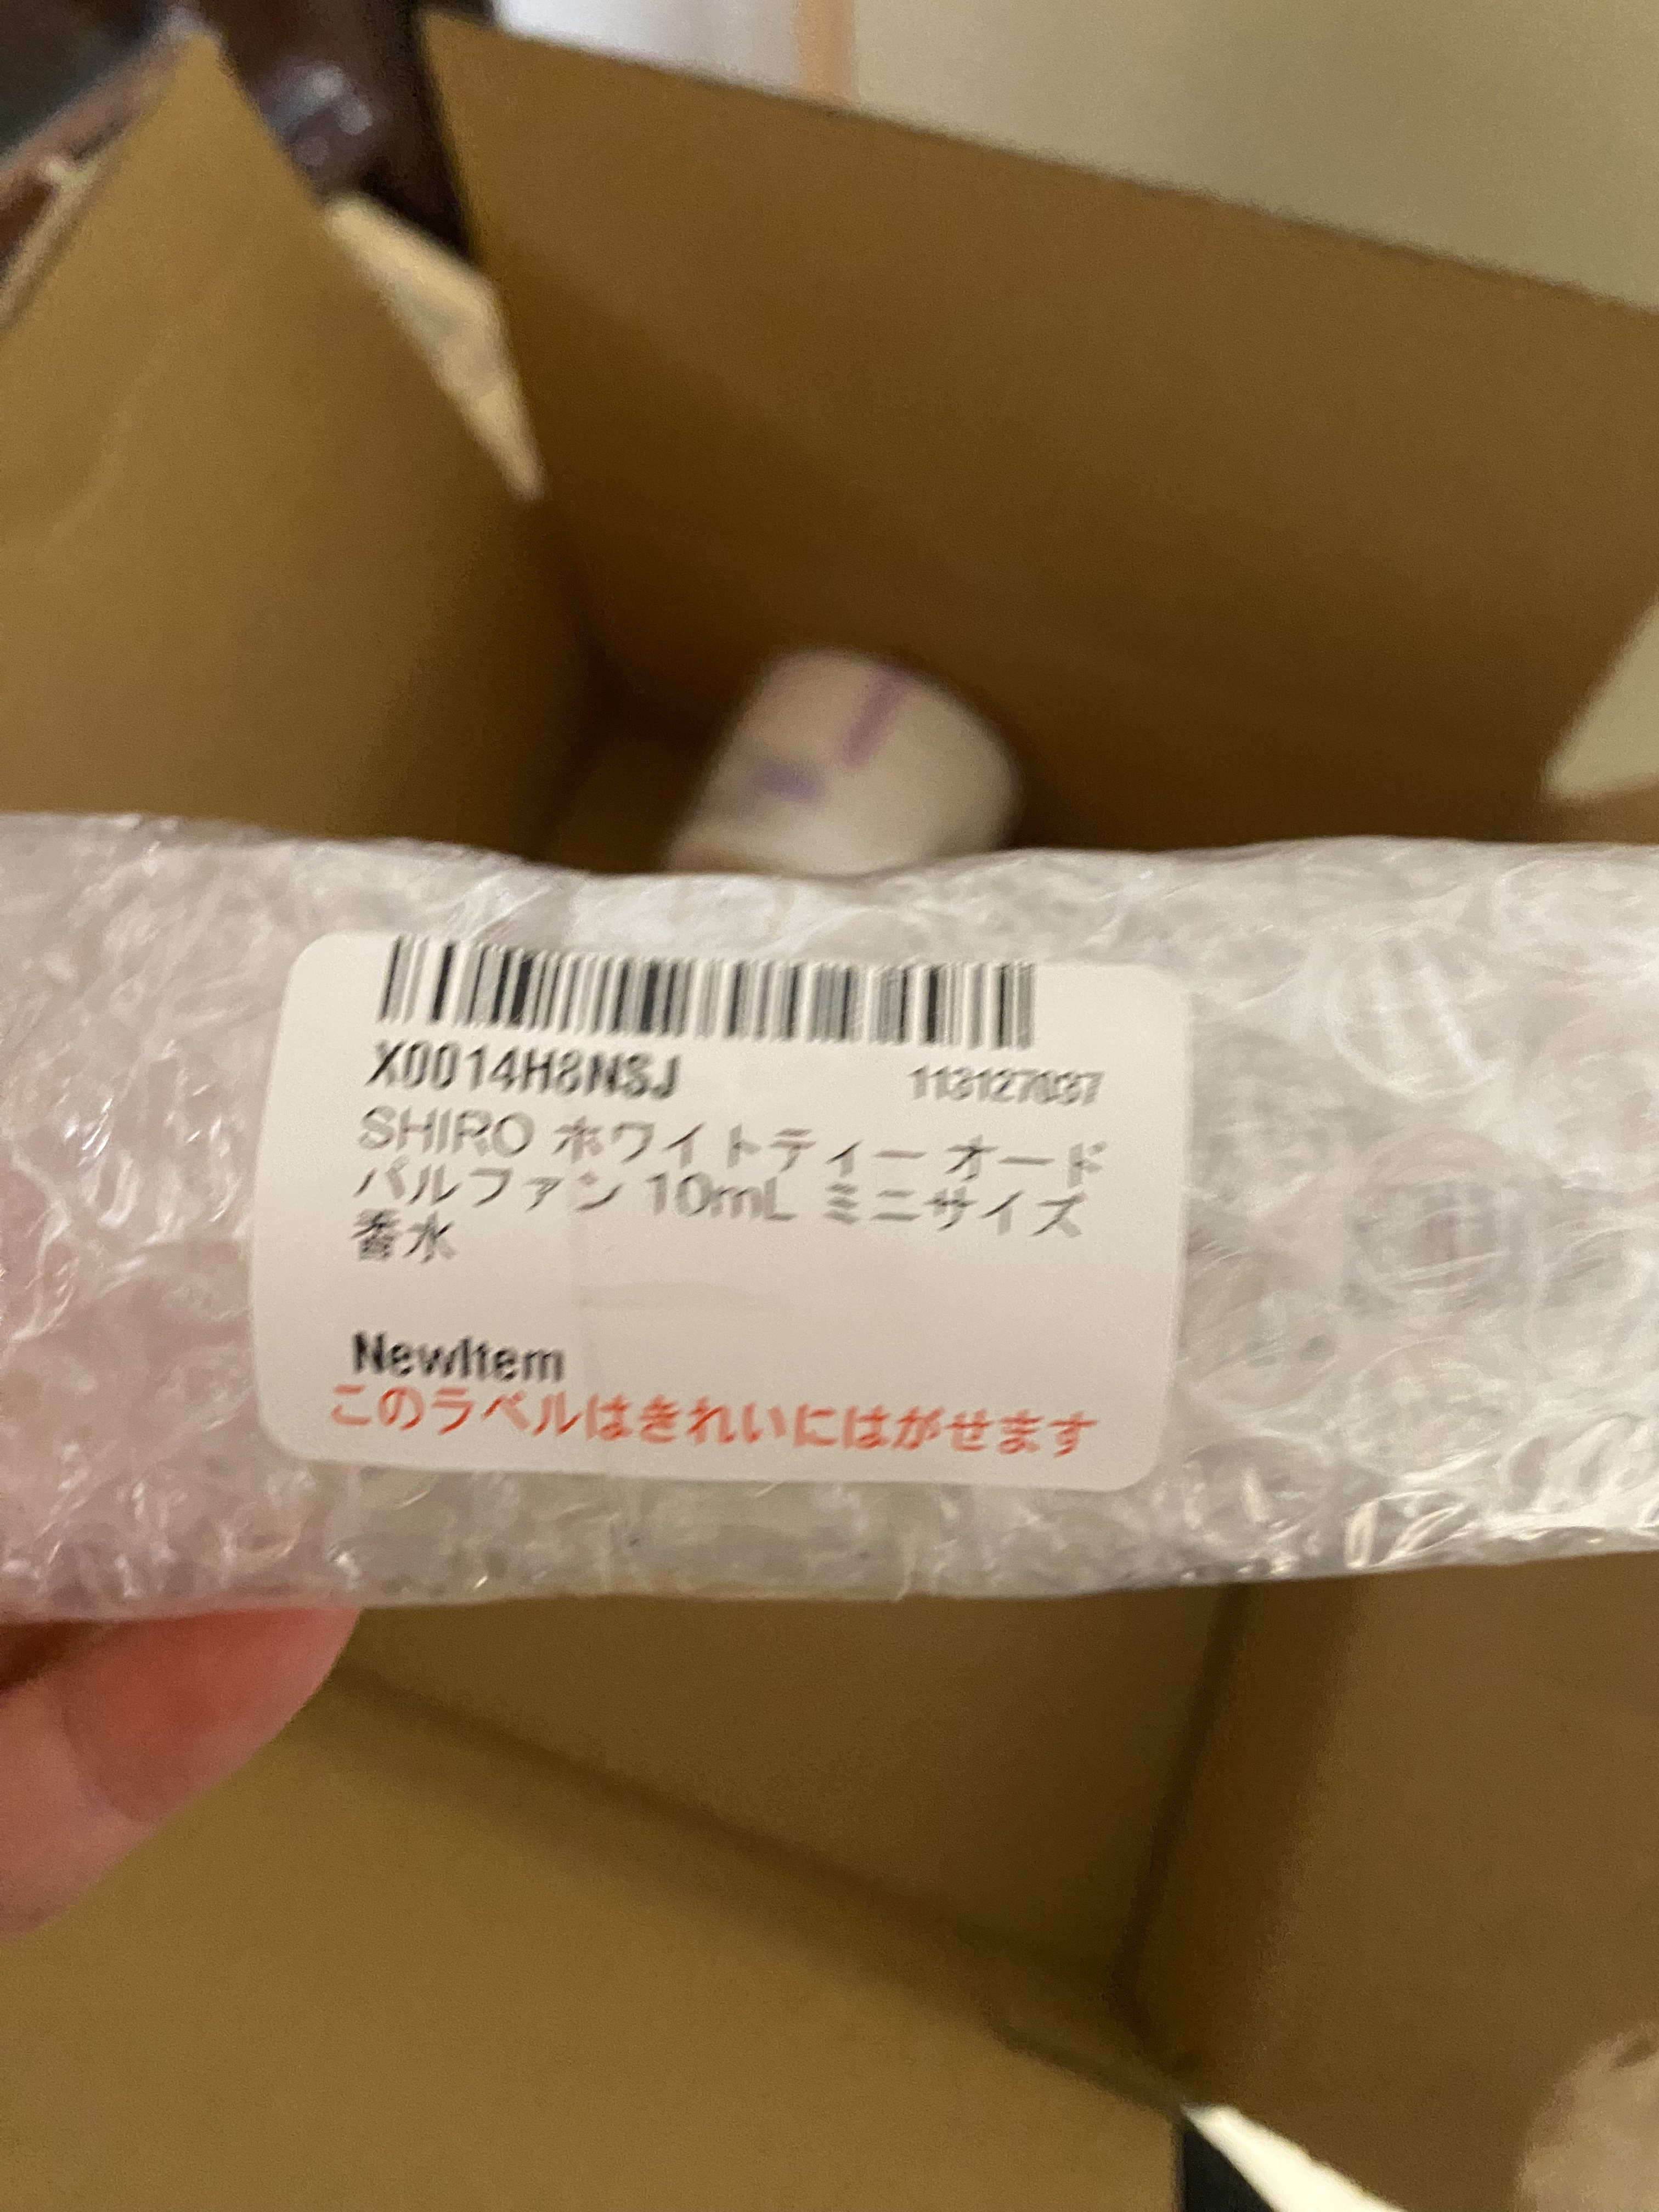 X0014H8NSJ
113127037
SHIRO ホワイトティー オード
パルファン 10mL ミニサイズ
香水
NewItem
このラベルはきれいにはがせます